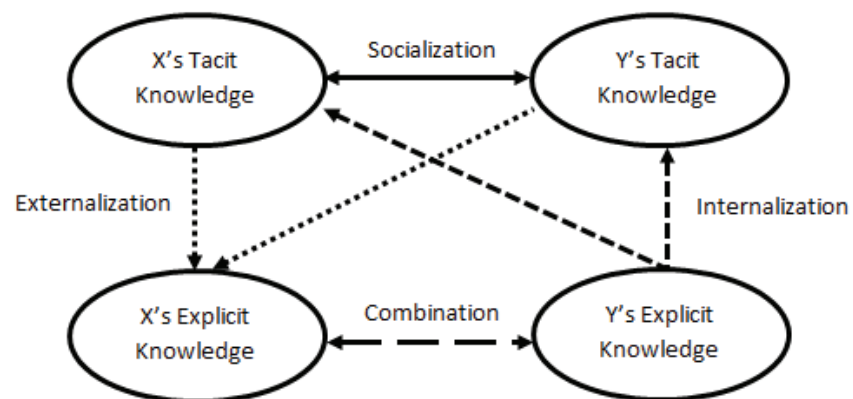 X’s Tacit
Knowledge
Socialization
Y’s Tacit
Knowledge
Externalization
Internalization
X’s Explicit
Knowledge
Combination
Y’s Explicit
Knowledge